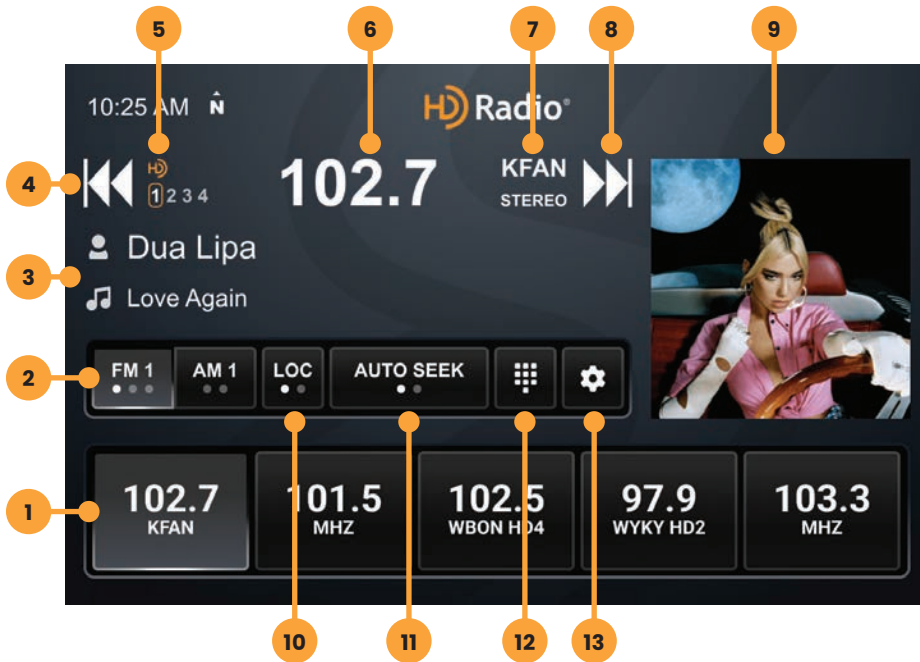 5 6 7 8 9
10:25 AM N HD Radio®
4 HD 102.7 KFAN
1 2 3 4 STEREO
Dua Lipa
3
Love Again
2 FM 1 AM 1 LOC AUTO SEEK
1 102.7 101.5 102.5 97.9 103.3
KFAN MHZ WBON HD4 WYKY HD2 MHZ
10 11 12 13